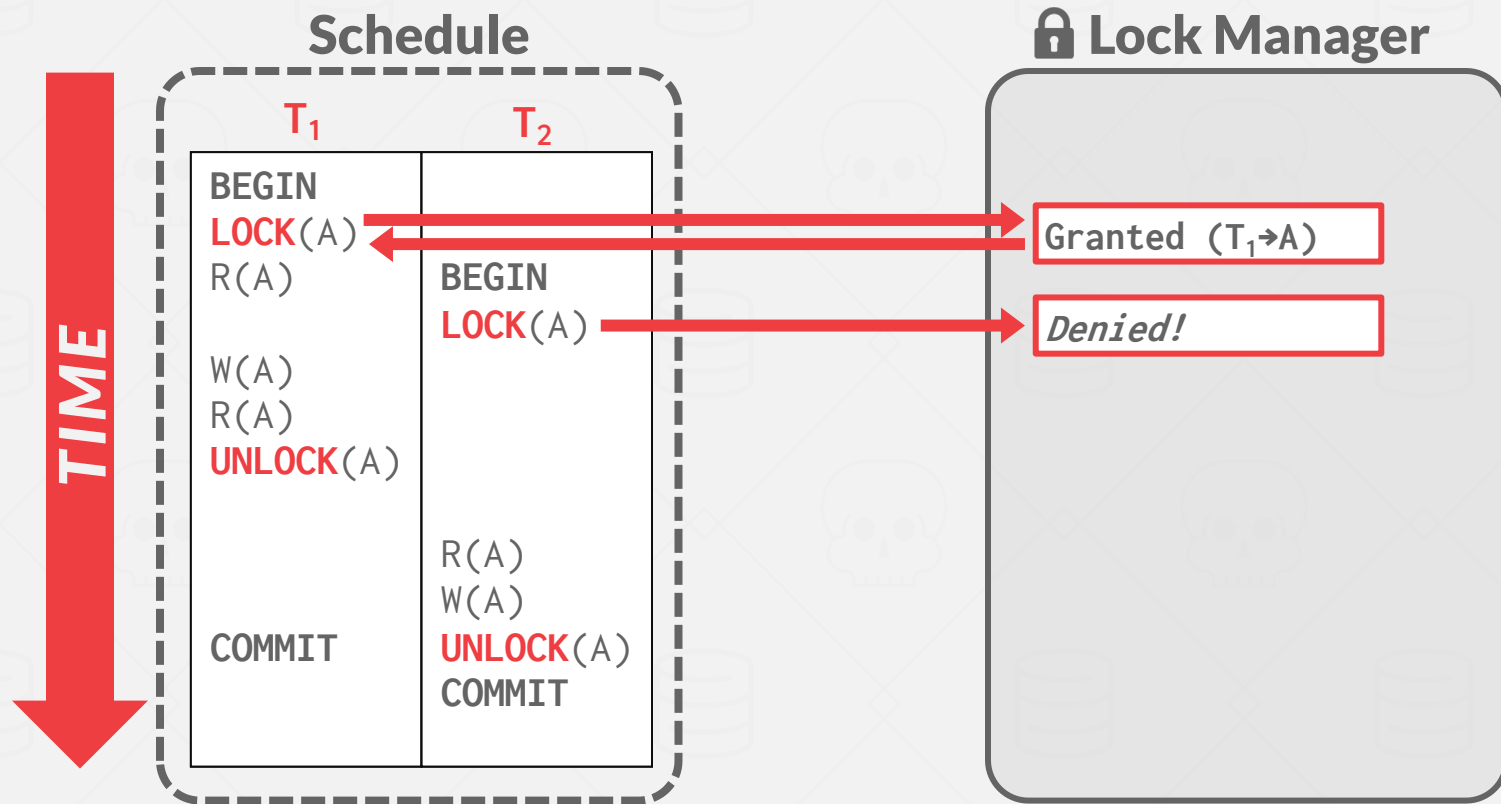 Schedule
Lock Manager
TIME
T₁ T₂
BEGIN
LOCK(A)
Granted (T₁→A)
R(A) BEGIN
LOCK(A)
Denied!
W(A)
R(A)
UNLOCK(A)
R(A)
W(A)
COMMIT UNLOCK(A)
COMMIT